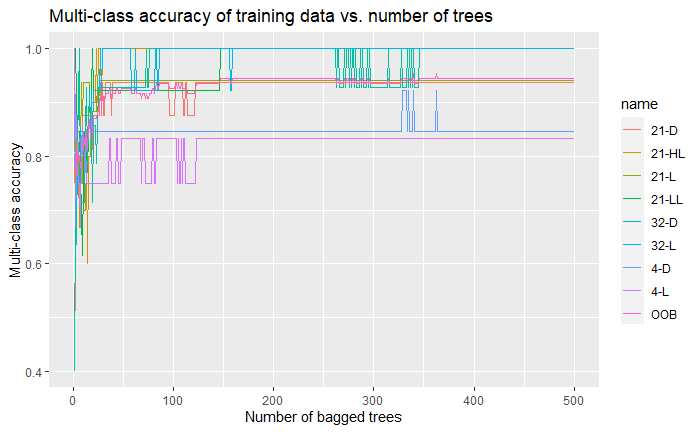 Multi-class accuracy of training data vs. number of trees
Multi-class accuracy
1.0
0.8
0.6
0.4
0
100
200
300
400
500
Number of bagged trees
name
21-D
21-HL
21-L
21-LL
32-D
32-L
4-D
4-L
OOB